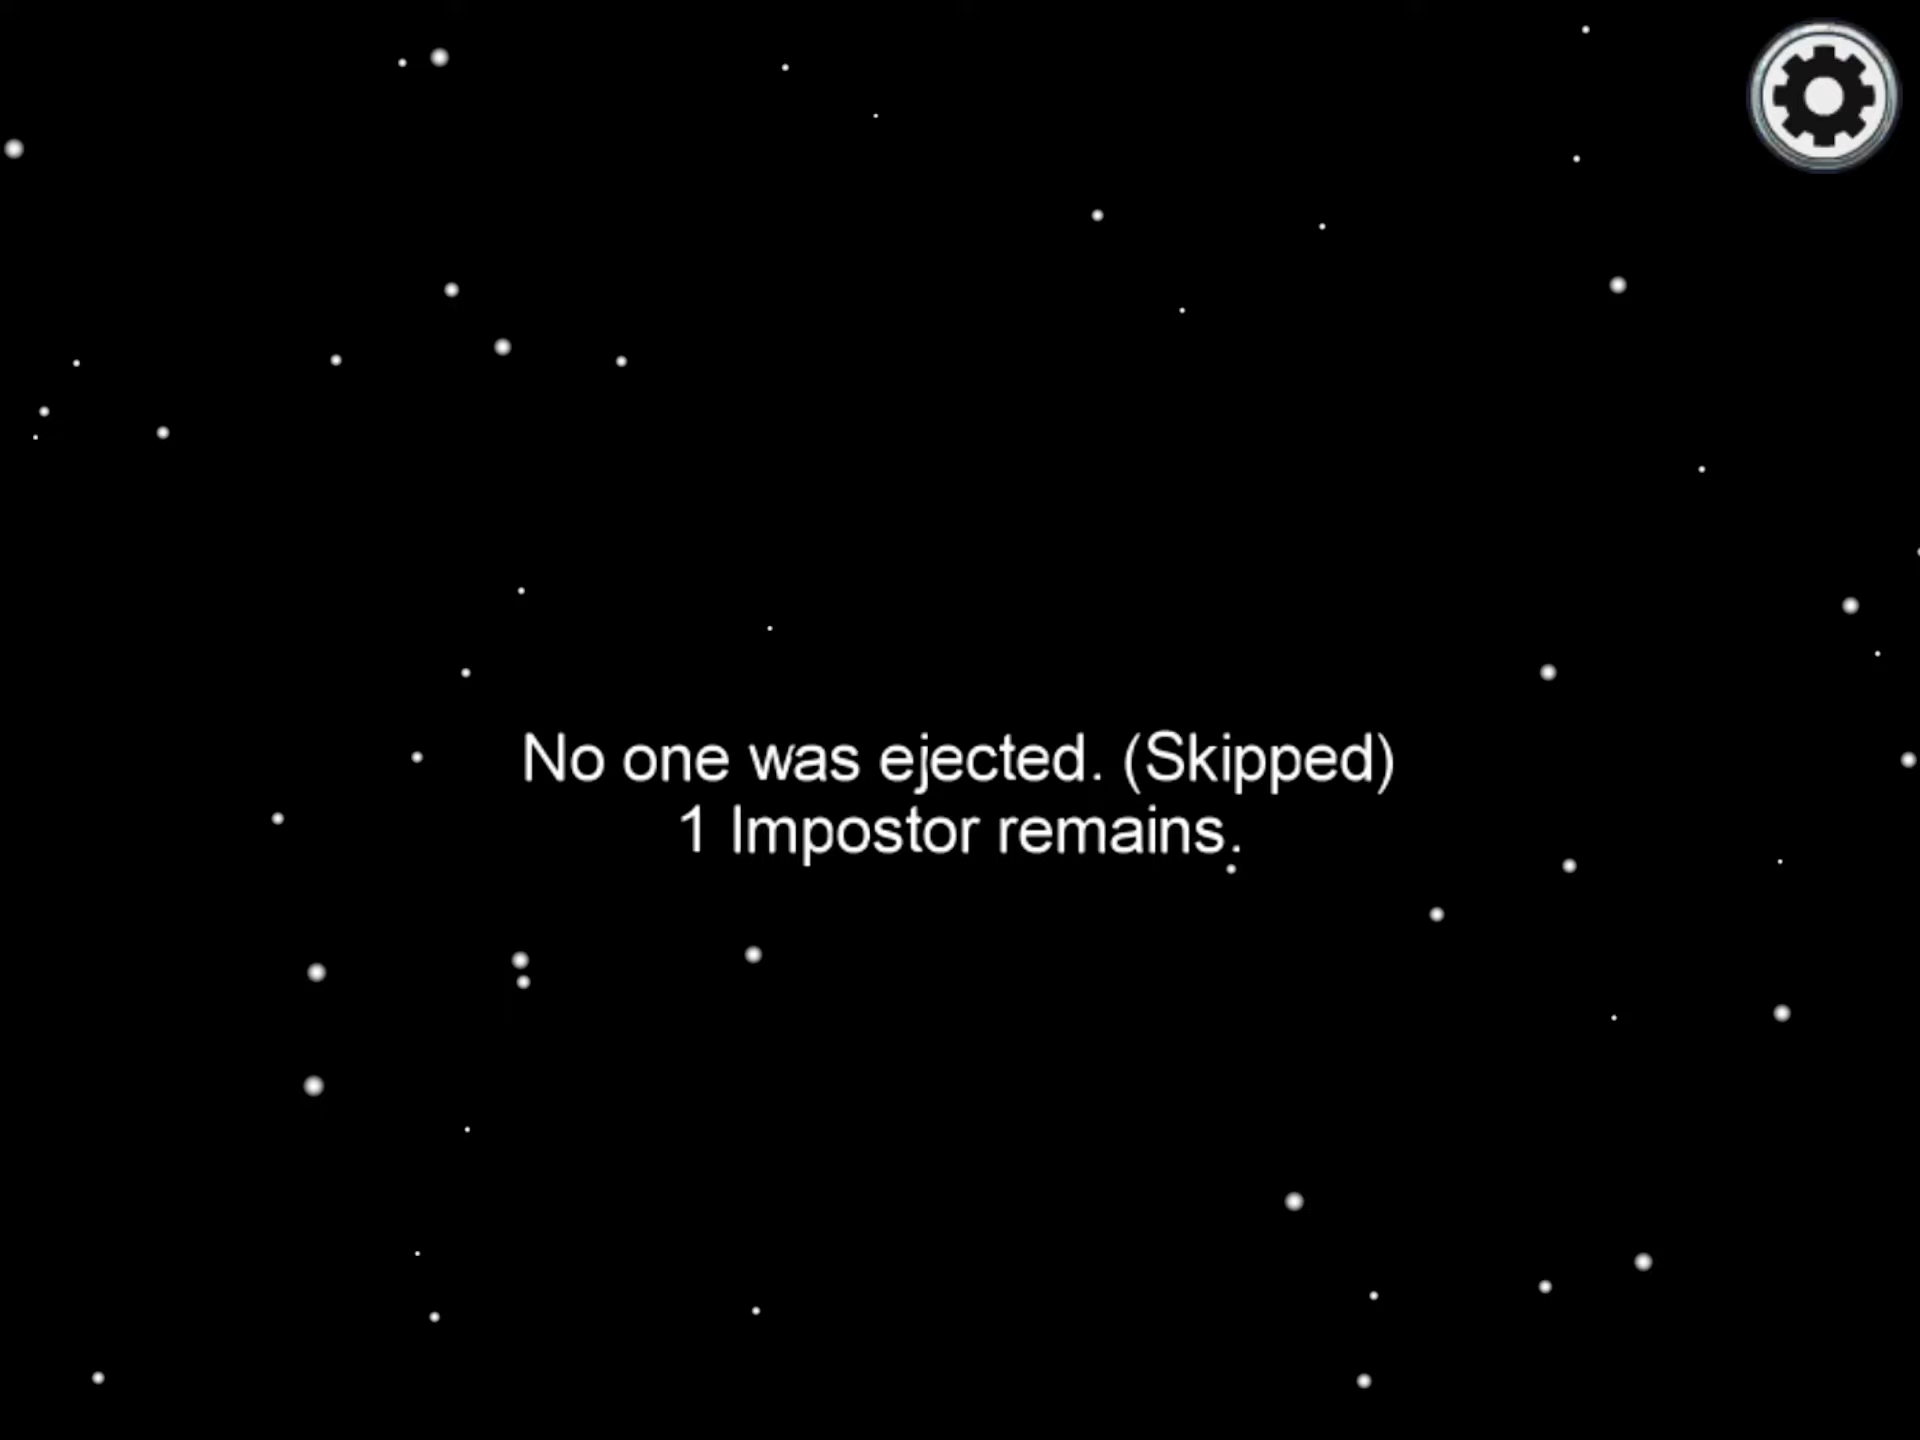 No one was ejected. (Skipped)
1 Impostor remains.